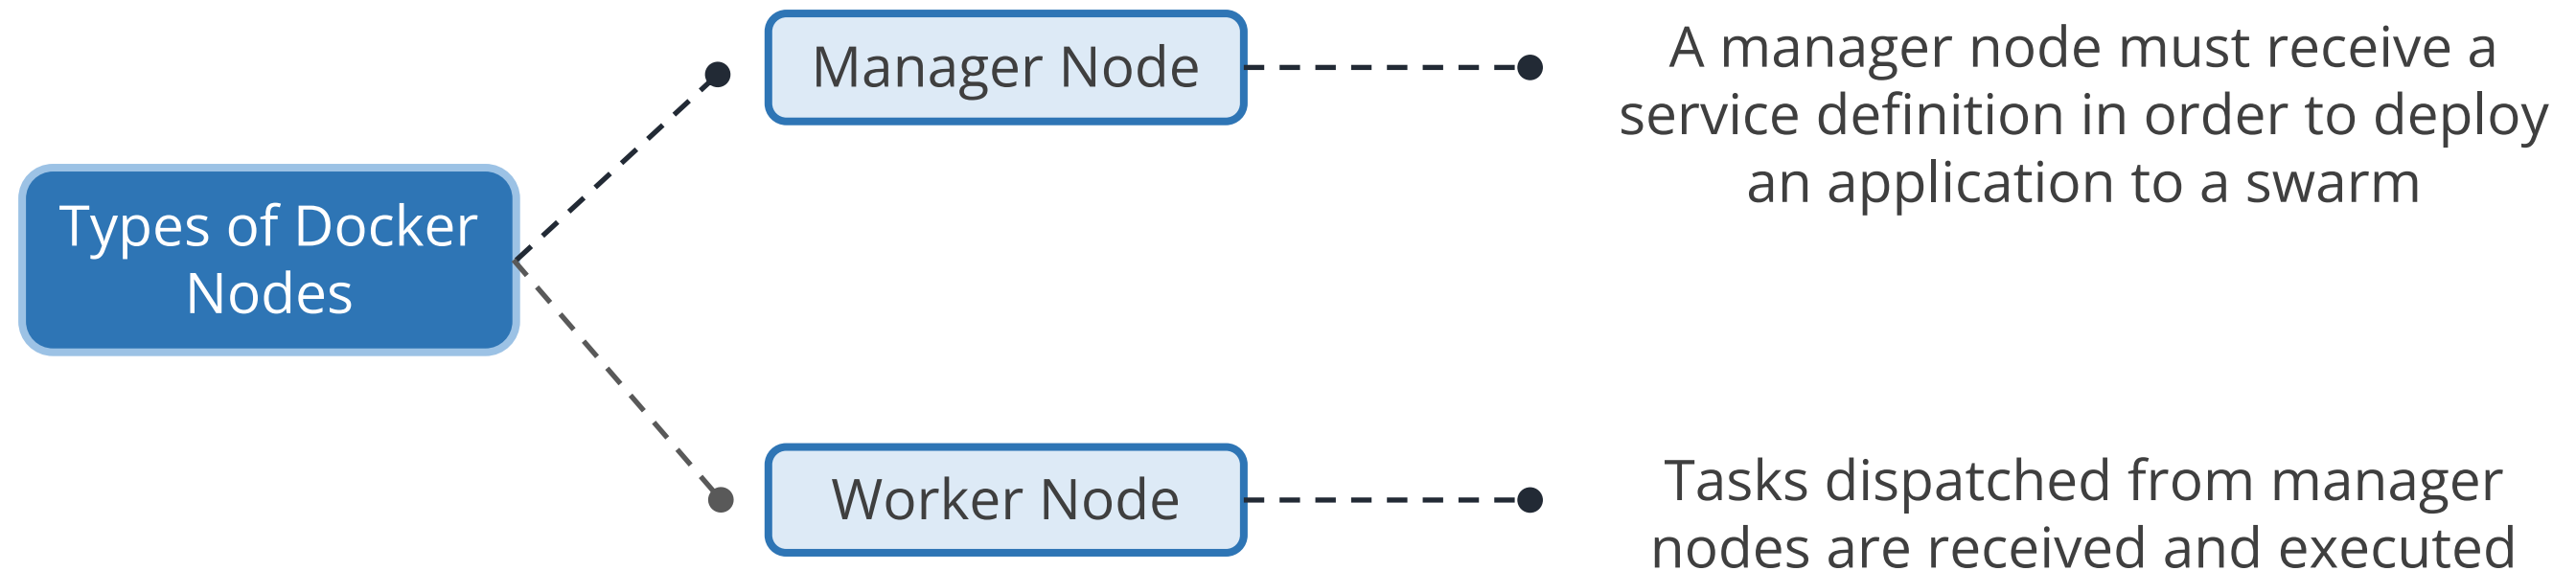 Types of Docker
Nodes
Manager Node
A manager node must receive a
service definition in order to deploy
an application to a swarm
Worker Node
Tasks dispatched from manager
nodes are received and executed